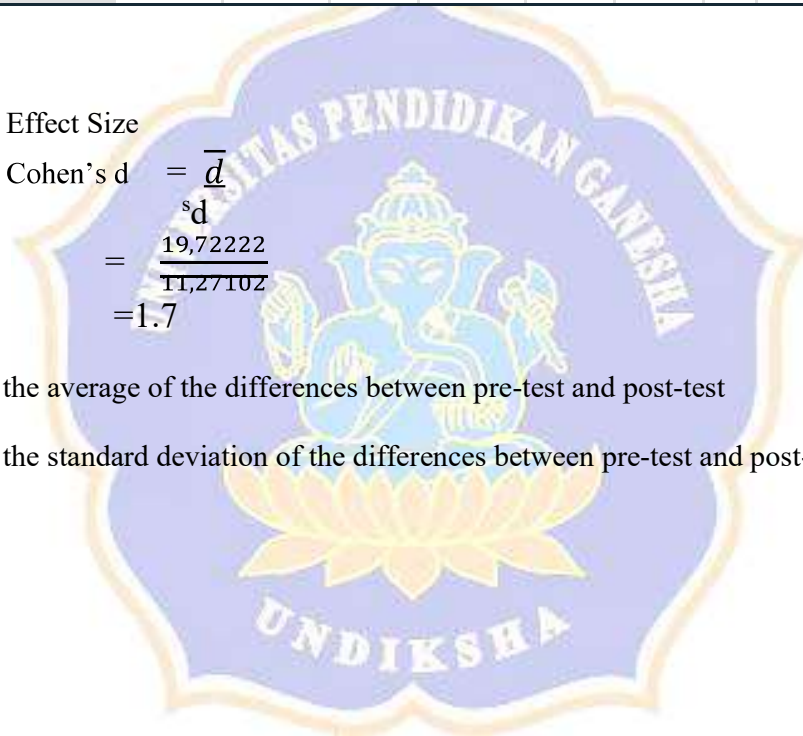 UNIVERSITAS PENDIDIKAN GANESHA
Effect Size
Cohen’s d = d̅
sd
= 19,72222
11,27102
=1.7
the average of the differences between pre-test and post-test
the standard deviation of the differences between pre-test and post-
UNDIKSHA